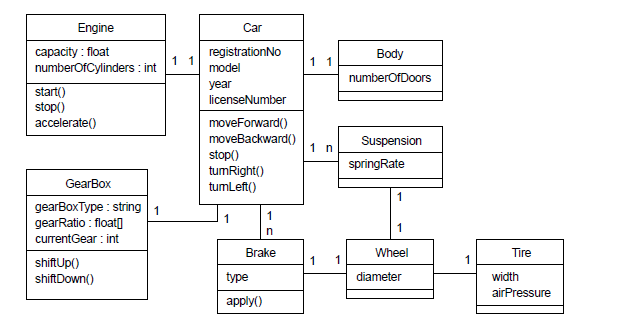 Engine
capacity : float
numberOfCylinders : int
start()
stop()
accelerate()
1 1
Car
registrationNo
model
year
licenseNumber
moveForward()
moveBackward()
stop()
turnRight()
turnLeft()
1 1
Body
numberOfDoors
1 n
Suspension
springRate
GearBox
gearBoxType : string
gearRatio : float[]
currentGear : int
shiftUp()
shiftDown()
1
1
1
n
1
1
Brake
type
apply()
1 1
Wheel
diameter
1
Tire
width
airPressure